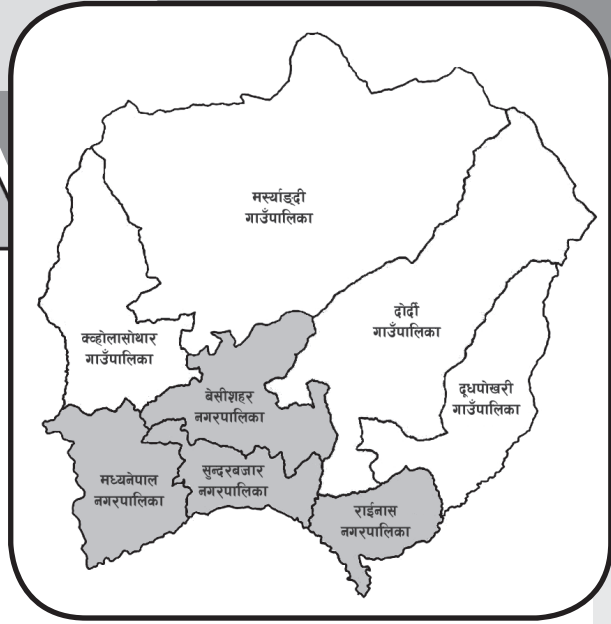 मर्स्याङ्दी
गाउँपालिका
दोर्दी
गाउँपालिका
क्व्होलासोथार
गाउँपालिका
दूधपोखरी
गाउँपालिका
बेसीशहर
नगरपालिका
मध्यनेपाल
नगरपालिका
सुन्दरबजार
नगरपालिका
राईनास
नगरपालिका